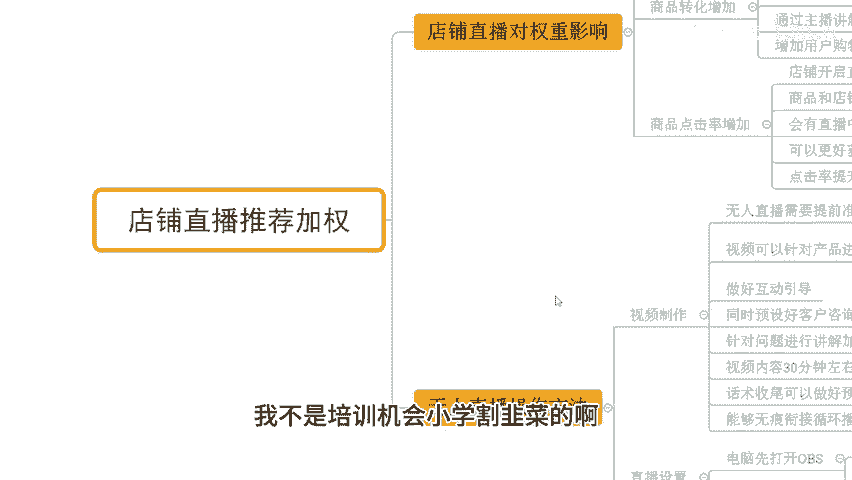 店铺直播对权重影响
商品转化增加
通过主播讲解
增加用户购
店铺开启
商品和店
商品点击率增加
会有直播
可以更好
点击率提
店铺直播推荐加权
无人直播需要提前
视频可以针对产品
做好互动引导
视频制作
同时预设好客户咨询
针对问题进行讲解
视频内容30分钟左右
话术收尾可以做好
能够无痕衔接循环
无人直播操作方法
我不是培训机会小学割韭菜的啊
电脑先打开OBS
直播设置